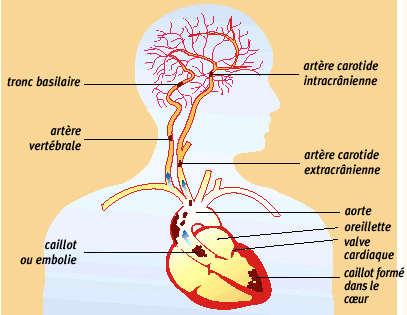 tronc basilaire
artère
vertébrale
caillot
ou embolie
artère carotide
intracrânienne
artère carotide
extracrânienne
aorte
oreillette
valve
cardiaque
caillot formé
dans le
cœur